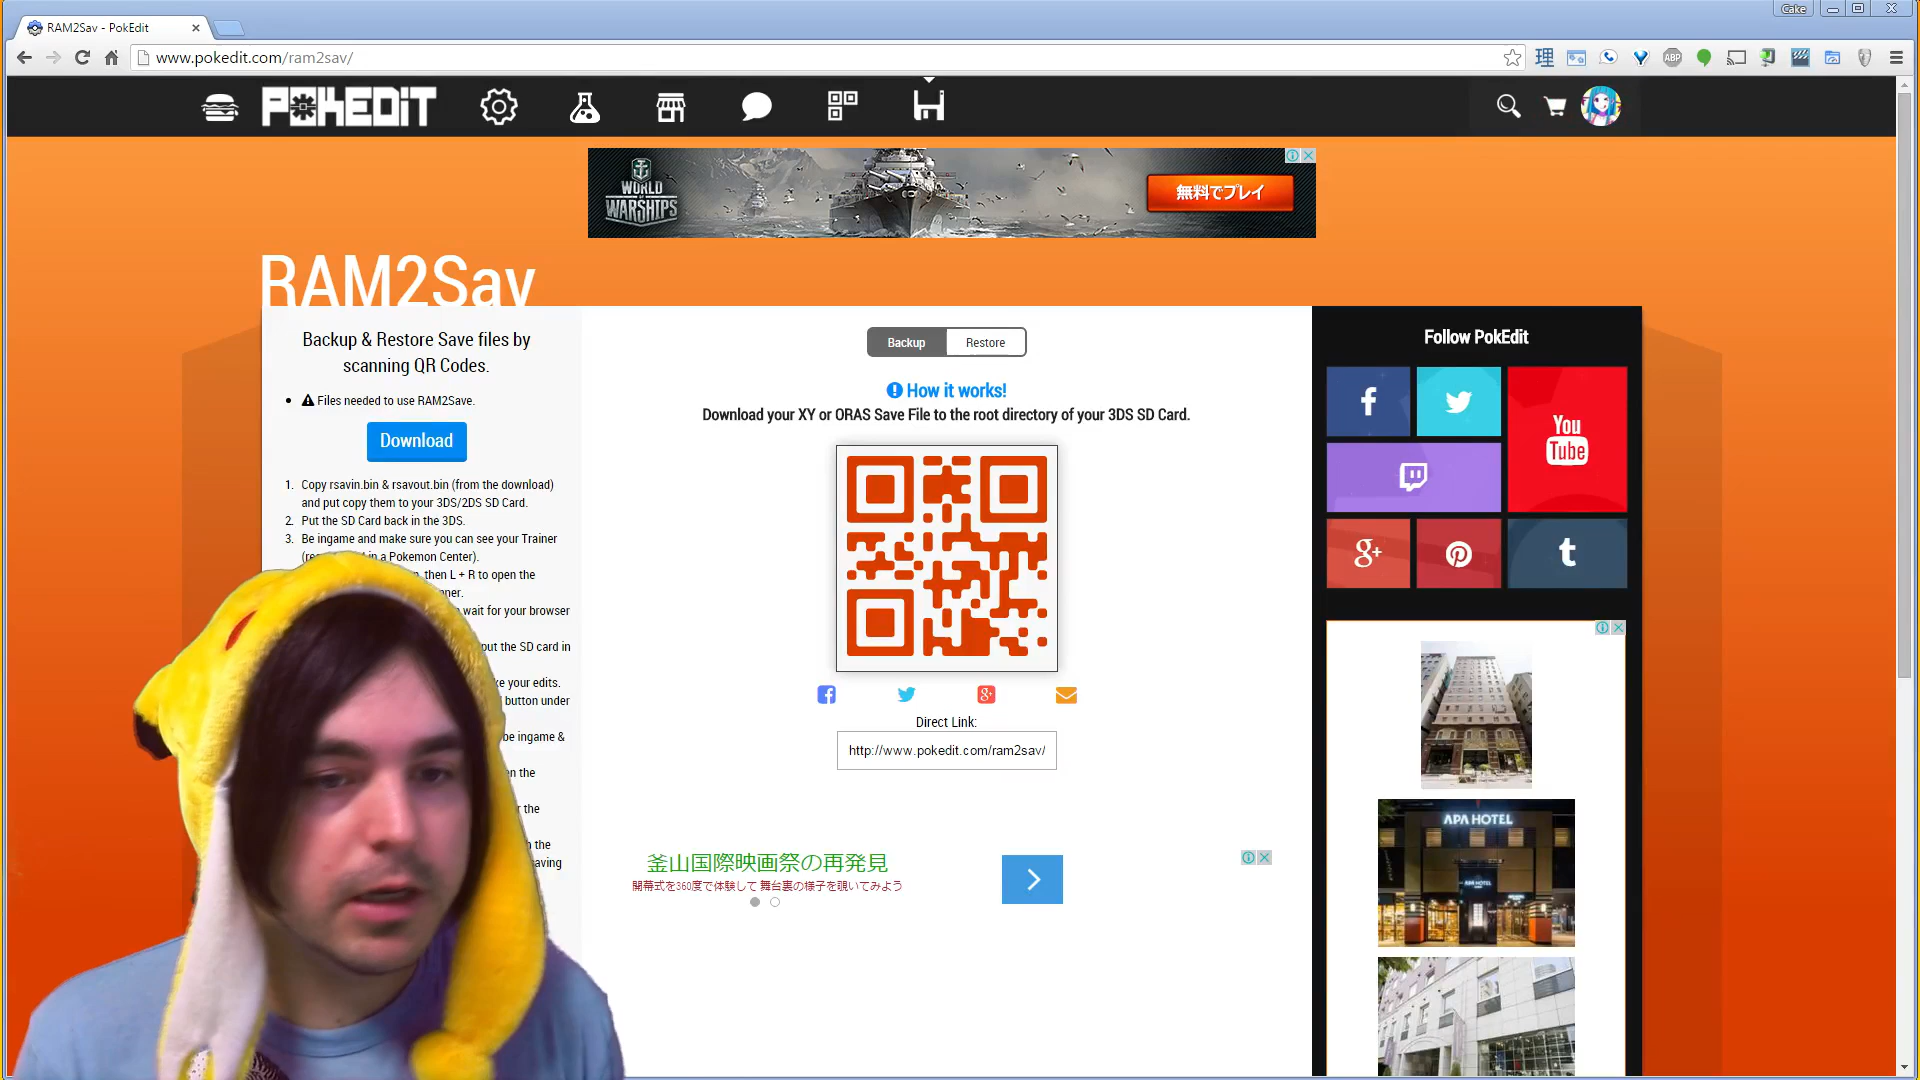 Cake
RAM2Sav - PokEdit
www.pokedit.com/ram2sav/
理
ABP
POKEDIT
WORLD
OF
WARSHIPS
無料でプレイ
RAM2Sav
Backup & Restore Save files by
scanning QR Codes.
Files needed to use RAM2Save.
Download
1. Copy rsavin.bin & rsavout.bin (from the download)
and put copy them to your 3DS/2DS SD Card.
2. Put the SD Card back in the 3DS.
3. Be ingame and make sure you can see your Trainer
in a Pokemon Center).
then L + R to open the
wait for your browser
put the SD card in
your edits.
button under
be ingame &
the
the
the
Backup
Restore
How it works!
Download your XY or ORAS Save File to the root directory of your 3DS SD Card.
Direct Link:
http://www.pokedit.com/ram2sav/
釜山国際映画祭の再発見
開幕式を360度で体験して 舞台裏の様子を覗いてみよう
Follow PokEdit
f
You
Tube
g+
t
APA HOTEL